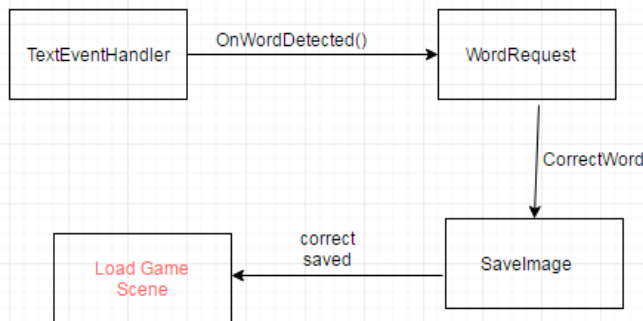 TextEventHandler
OnWordDetected()
WordRequest
CorrectWord
SaveImage
correct
saved
Load Game
Scene